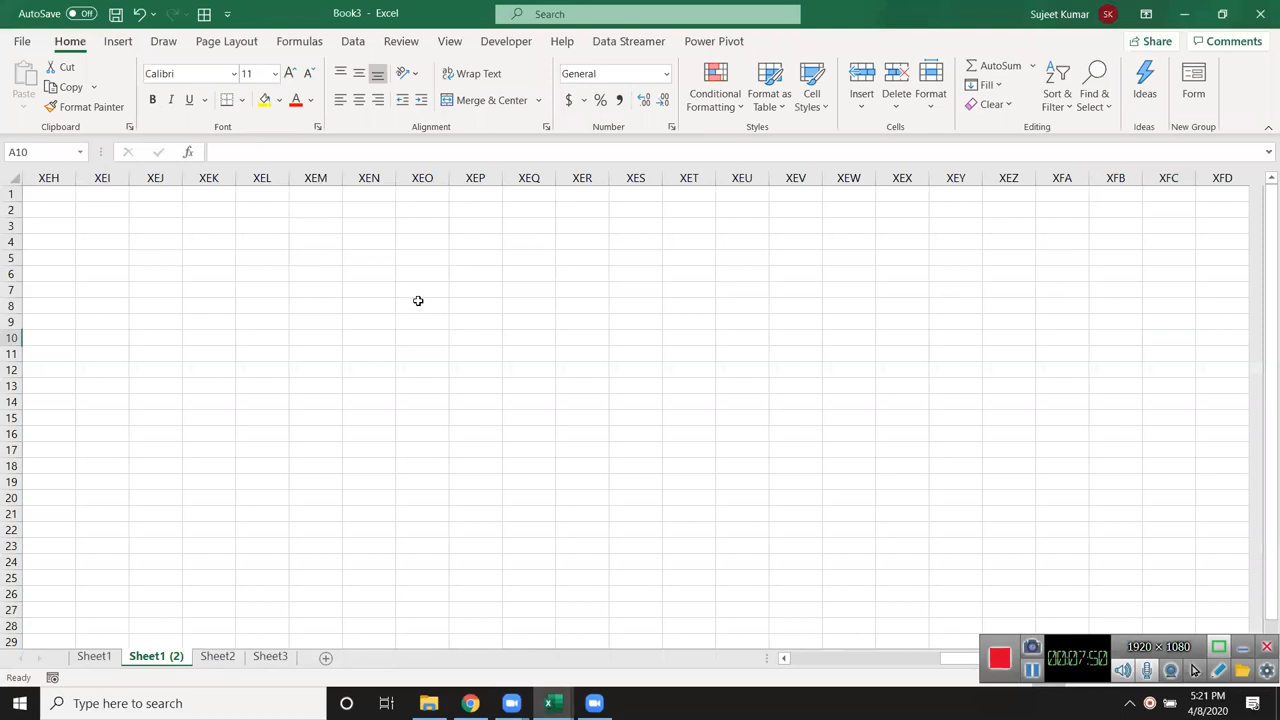 AutoSave Off Book3 - Excel Search Sujeet Kumar SK
File Home Insert Draw Page Layout Formulas Data Review View Developer Help Data Streamer Power Pivot Share Comments
Paste Cut Copy Format Painter Clipboard
Calibri 11 B I U A Font
Wrap Text Merge & Center Alignment
General $ % , Number
Conditional Formatting Format as Table Cell Styles Styles
Insert Delete Format Cells
AutoSum Fill Clear Sort & Filter Find & Select Editing
Ideas Ideas
Form New Group
A10 fx
XEH XEI XEJ XEK XEL XEM XEN XEO XEP XEQ XER XES XET XEU XEV XEW XEX XEY XEZ XFA XFB XFC XFD
1
2
3
4
5
6
7
8
9
10
11
12
13
14
15
16
17
18
19
20
21
22
23
24
25
26
27
28
29
Sheet1 Sheet1 (2) Sheet2 Sheet3
Ready
00:07:50 1920 × 1080
Type here to search
5:21 PM
4/8/2020